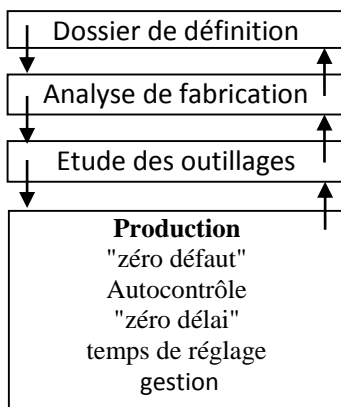 Dossier de définition
Analyse de fabrication
Etude des outillages
Production
"zéro défaut"
Autocontrôle
"zéro délai"
temps de réglage
gestion